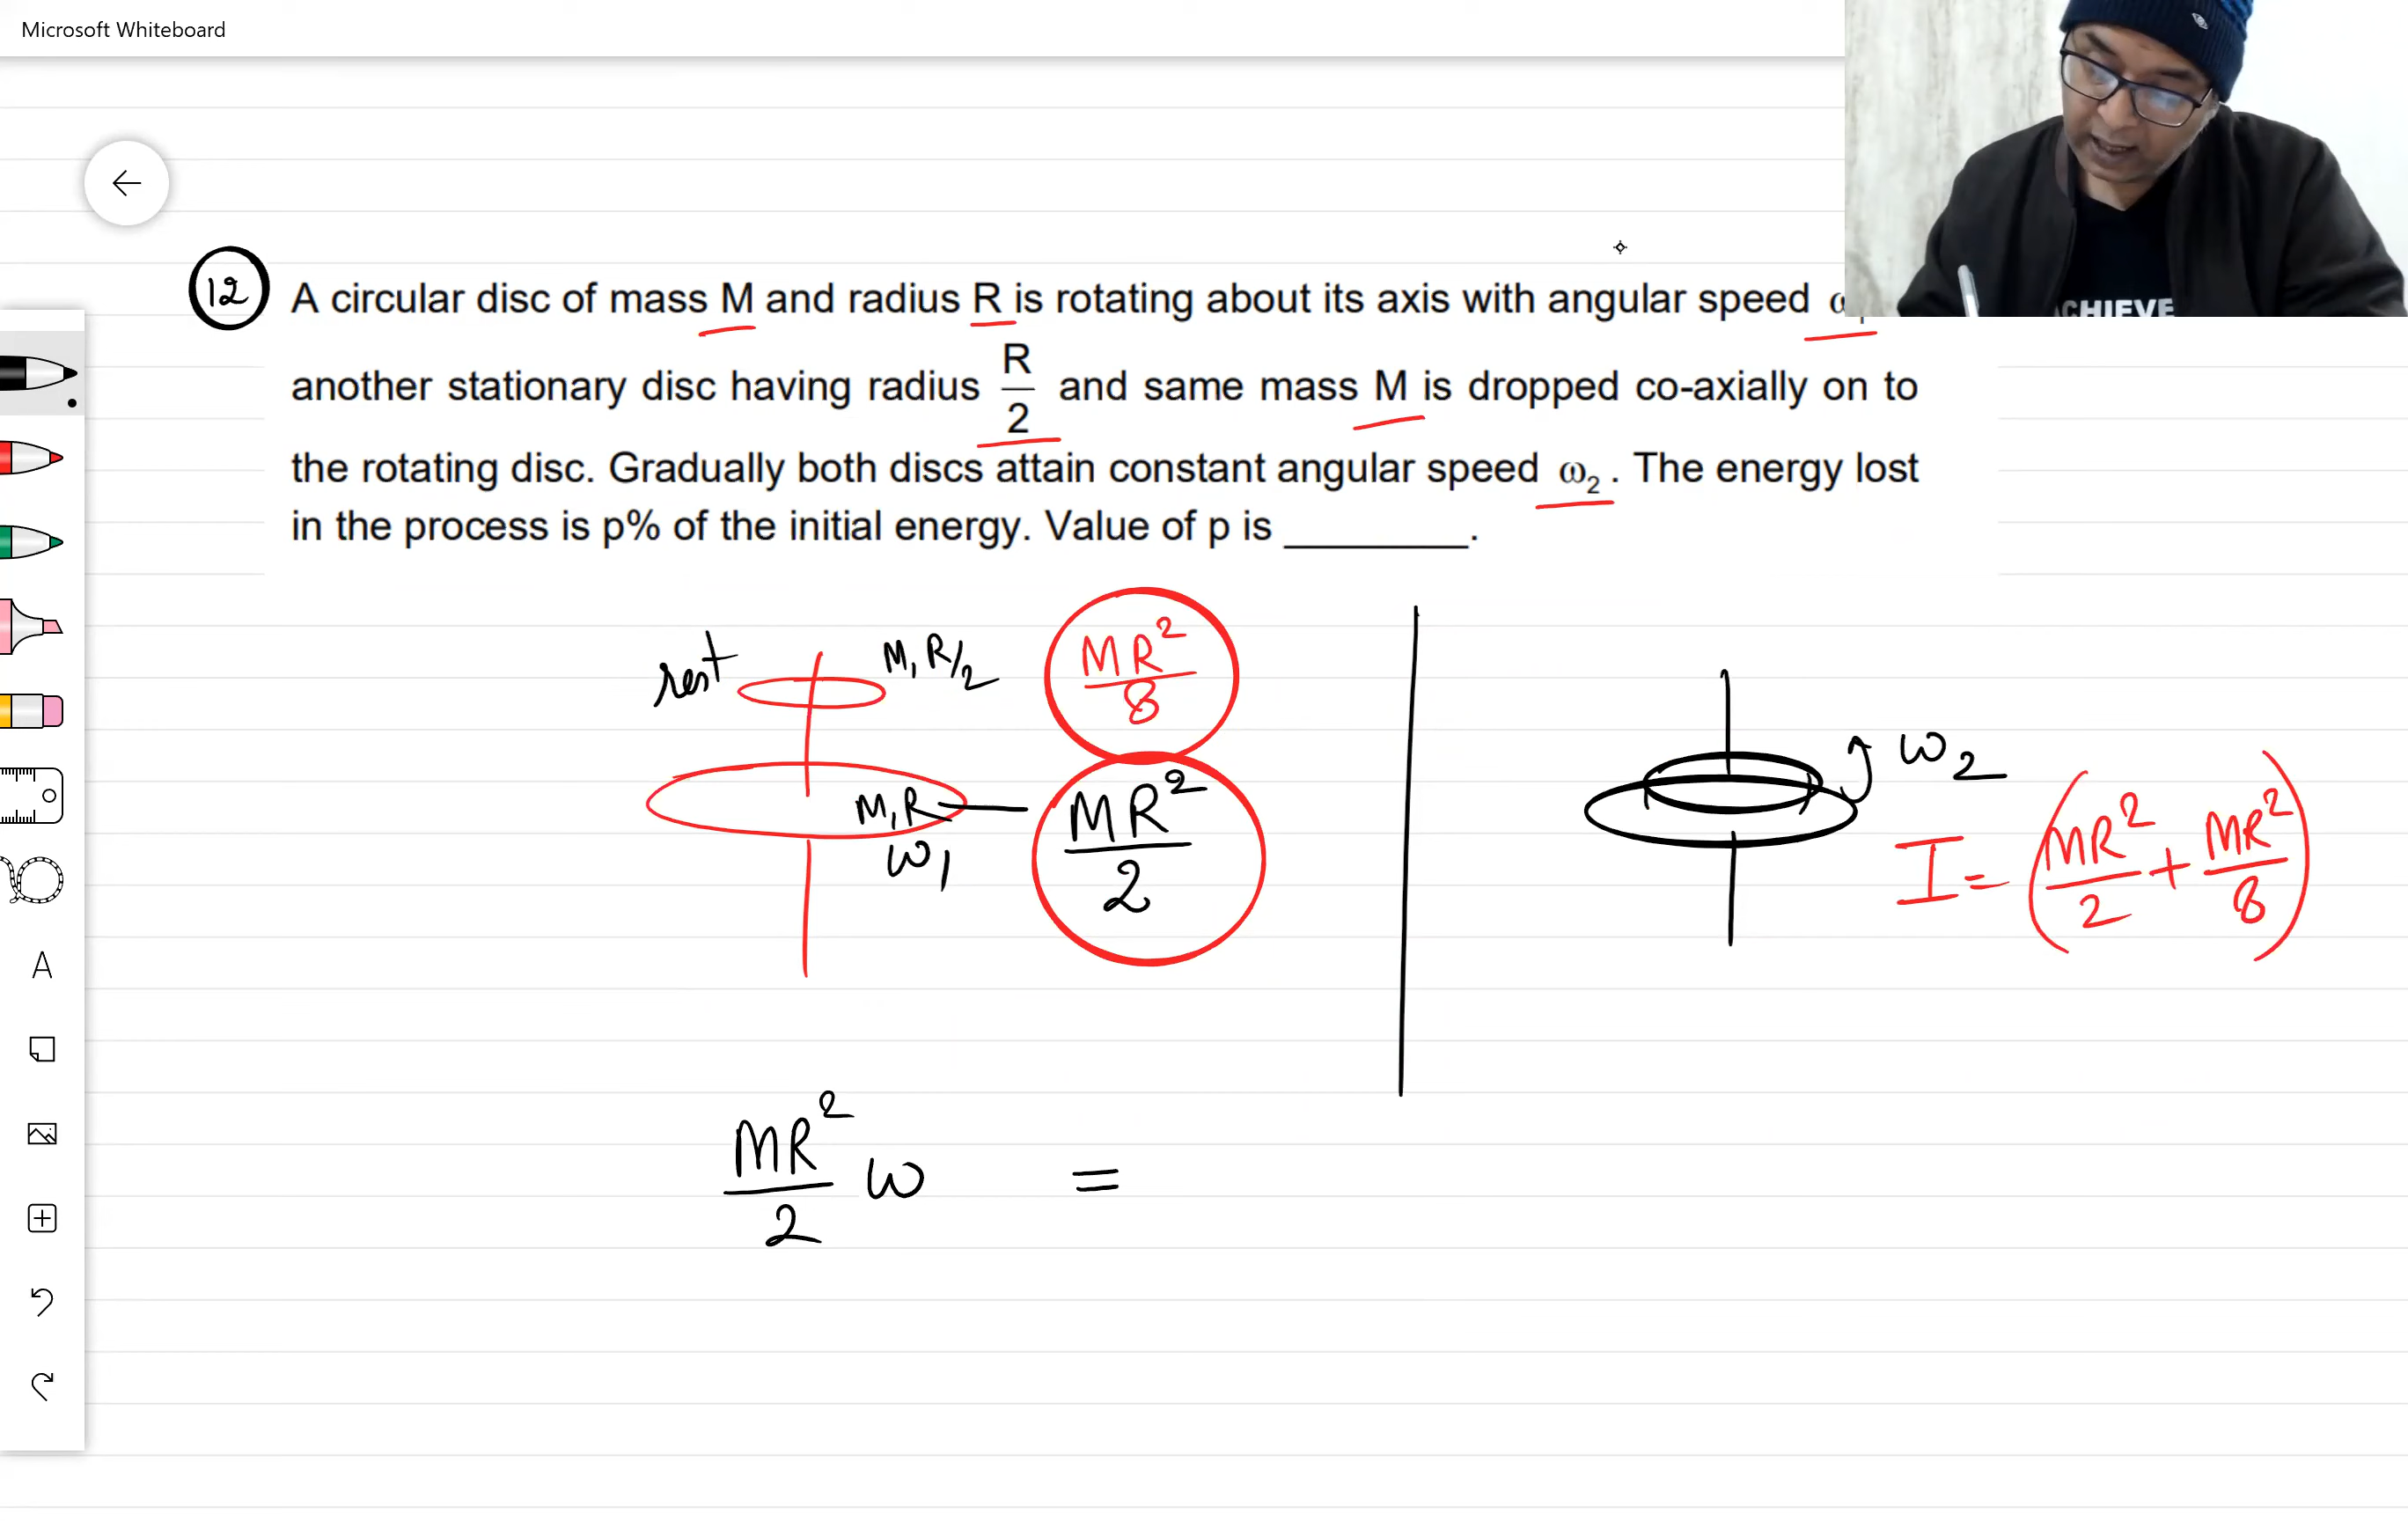 Microsoft Whiteboard
12
A circular disc of mass M and radius R is rotating about its axis with angular speed
another stationary disc having radius R/2 and same mass M is dropped co-axially on to
the rotating disc. Gradually both discs attain constant angular speed ω₂. The energy lost
in the process is p% of the initial energy. Value of p is ________.
rest
M, R/2
MR²/8
M, R
ω₁
MR²/2
ω₂
I = (MR²/2 + MR²/8)
MR²/2 ω =
A